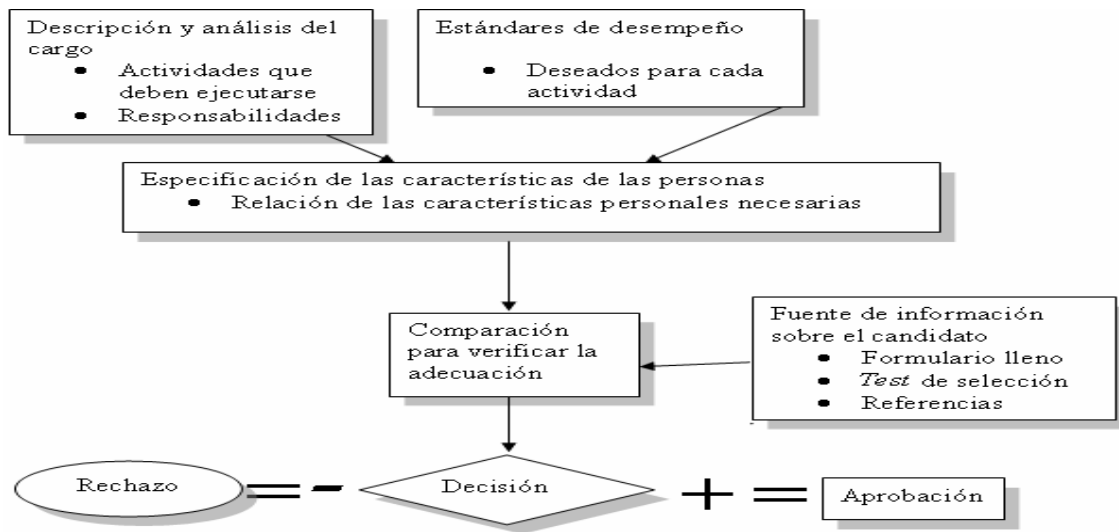 Descripción y análisis del
cargo
• Actividades que
deben ejecutarse
• Responsabilidades
Estándares de desempeño
• Deseados para cada
actividad
Especificación de las características de las personas
• Relación de las características personales necesarias
Comparación
para verificar la
adecuación
Fuente de información
sobre el candidato
• Formulario lleno
• Test de selección
• Referencias
Rechazo
= -
Decisión
+ =
Aprobación